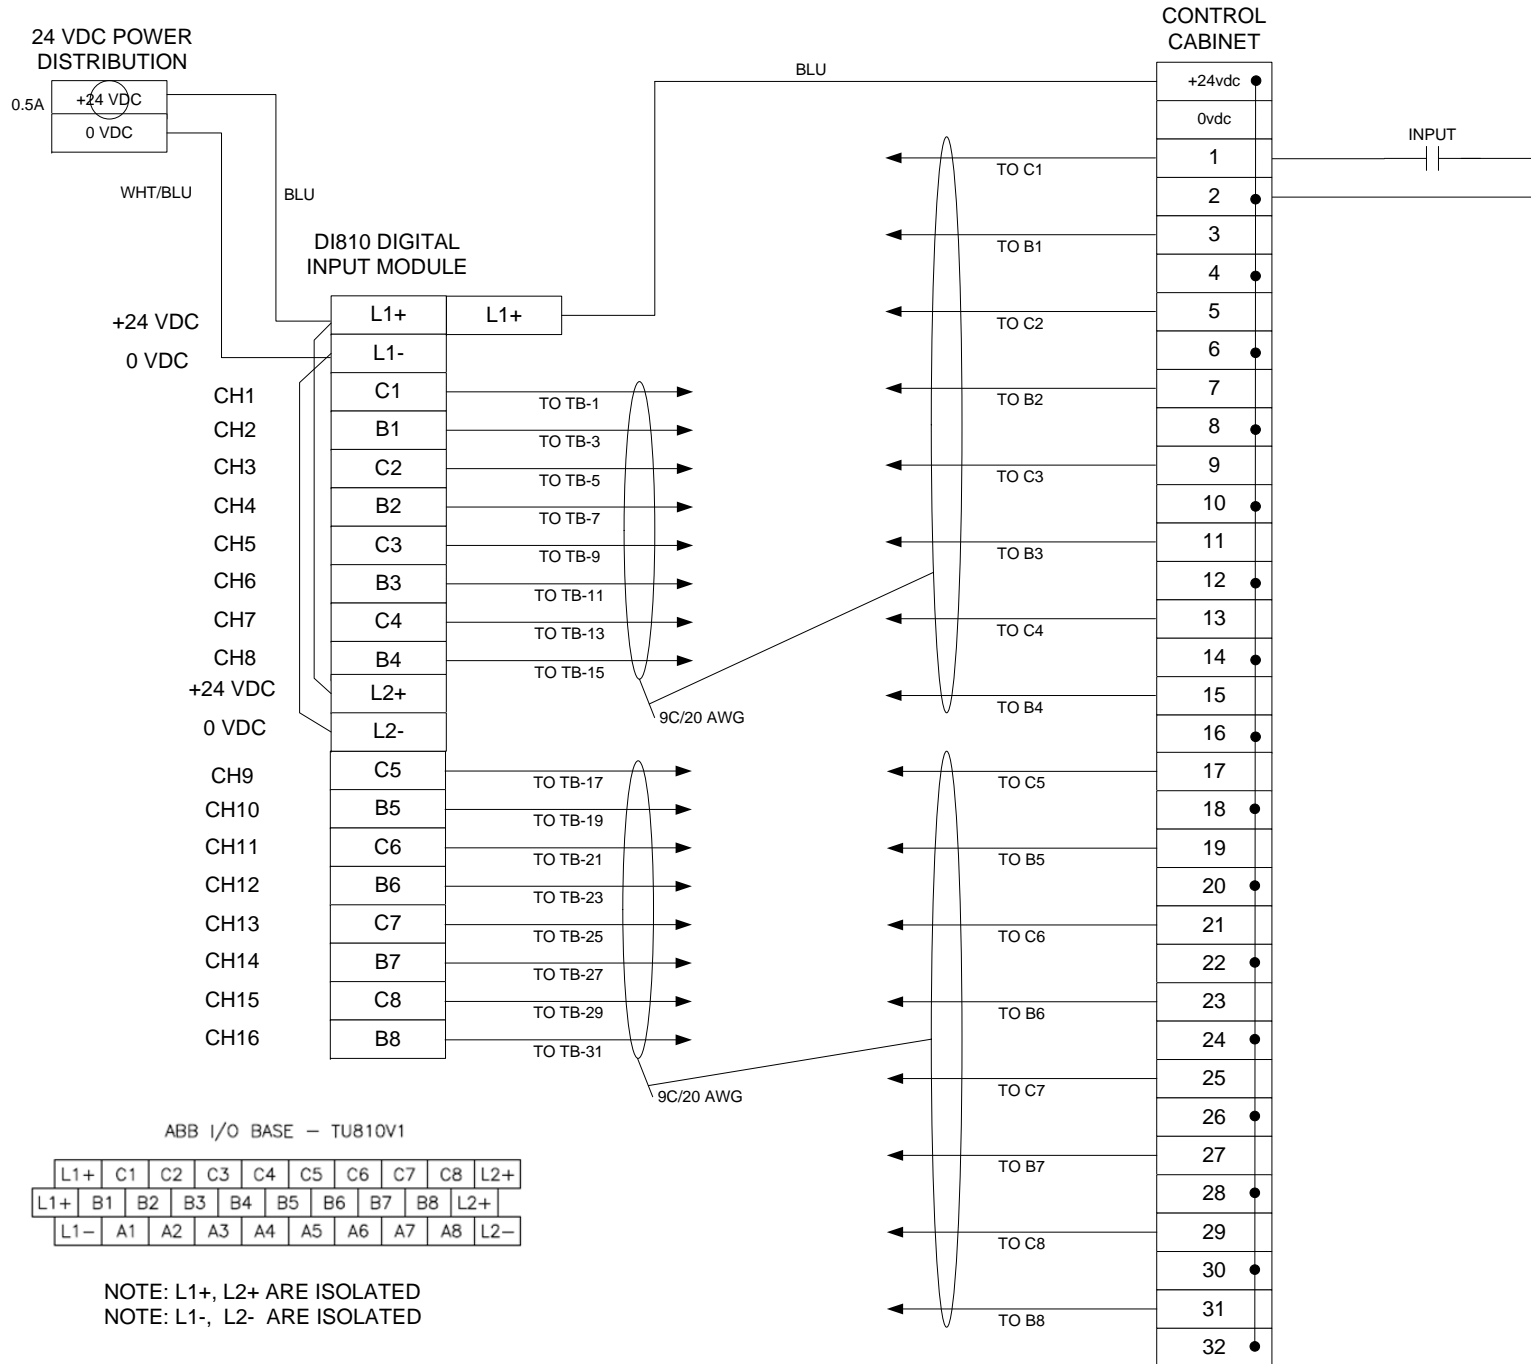 24 VDC POWER
DISTRIBUTION
0.5A
+24 VDC
0 VDC
WHT/BLU
BLU
DI810 DIGITAL
INPUT MODULE
+24 VDC L1+ L1+
0 VDC L1-
CH1 C1 TO TB-1
CH2 B1 TO TB-3
CH3 C2 TO TB-5
CH4 B2 TO TB-7
CH5 C3 TO TB-9
CH6 B3 TO TB-11
CH7 C4 TO TB-13
CH8 B4 TO TB-15
+24 VDC L2+
0 VDC L2-
9C/20 AWG
CH9 C5 TO TB-17
CH10 B5 TO TB-19
CH11 C6 TO TB-21
CH12 B6 TO TB-23
CH13 C7 TO TB-25
CH14 B7 TO TB-27
CH15 C8 TO TB-29
CH16 B8 TO TB-31
9C/20 AWG
BLU
CONTROL
CABINET
+24vdc
0vdc
INPUT
TO C1 1
2
TO B1 3
4
TO C2 5
6
TO B2 7
8
TO C3 9
10
TO B3 11
12
TO C4 13
14
TO B4 15
16
TO C5 17
18
TO B5 19
20
TO C6 21
22
TO B6 23
24
TO C7 25
26
TO B7 27
28
TO C8 29
30
TO B8 31
32
ABB I/O BASE – TU810V1
L1+ C1 C2 C3 C4 C5 C6 C7 C8 L2+
L1+ B1 B2 B3 B4 B5 B6 B7 B8 L2+
L1– A1 A2 A3 A4 A5 A6 A7 A8 L2–
NOTE: L1+, L2+ ARE ISOLATED
NOTE: L1-, L2- ARE ISOLATED